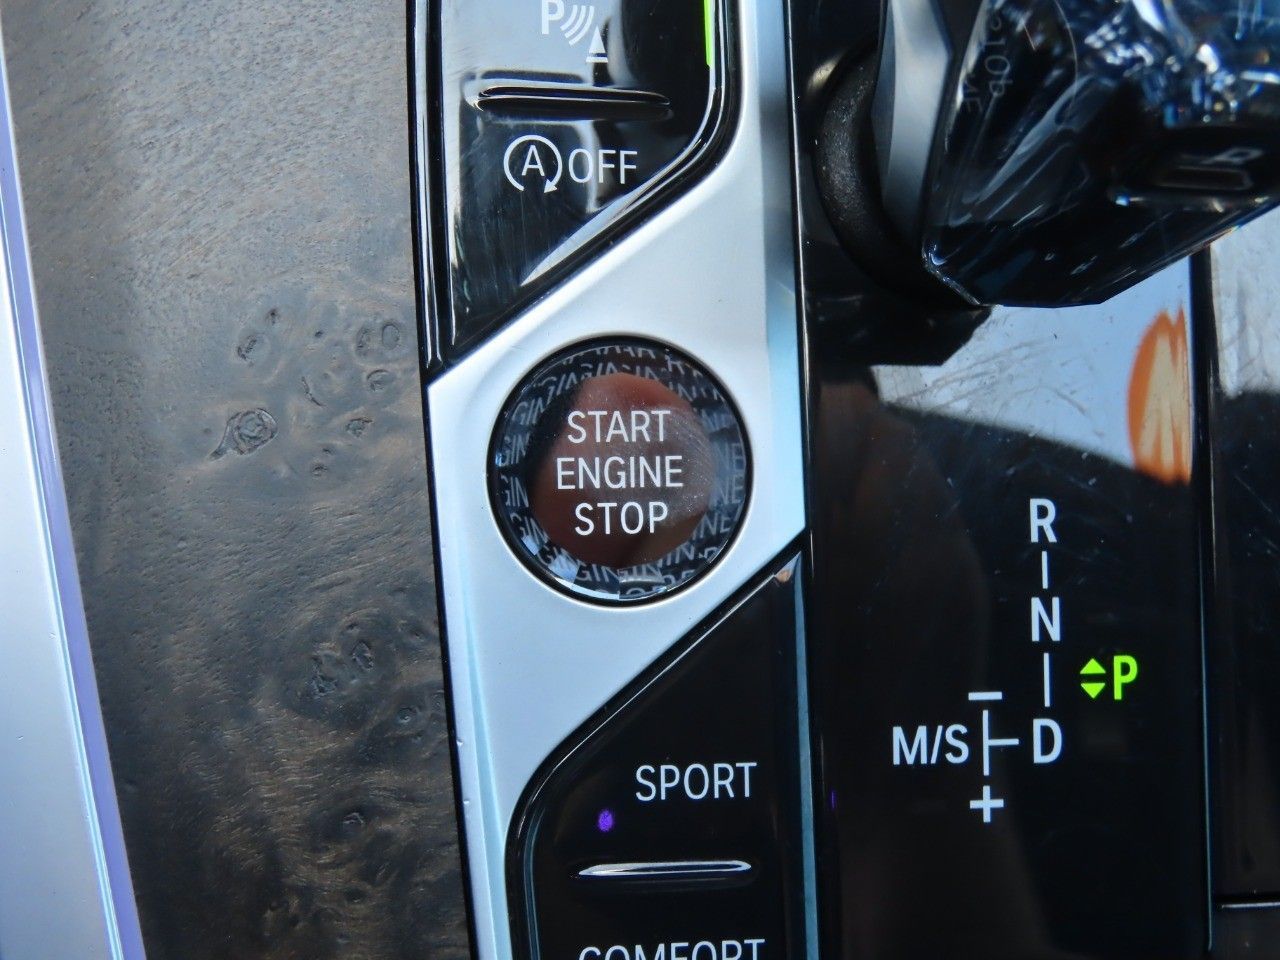 P
A OFF
START
ENGINE
STOP
R
N
P
M/S D
SPORT
COMFORT